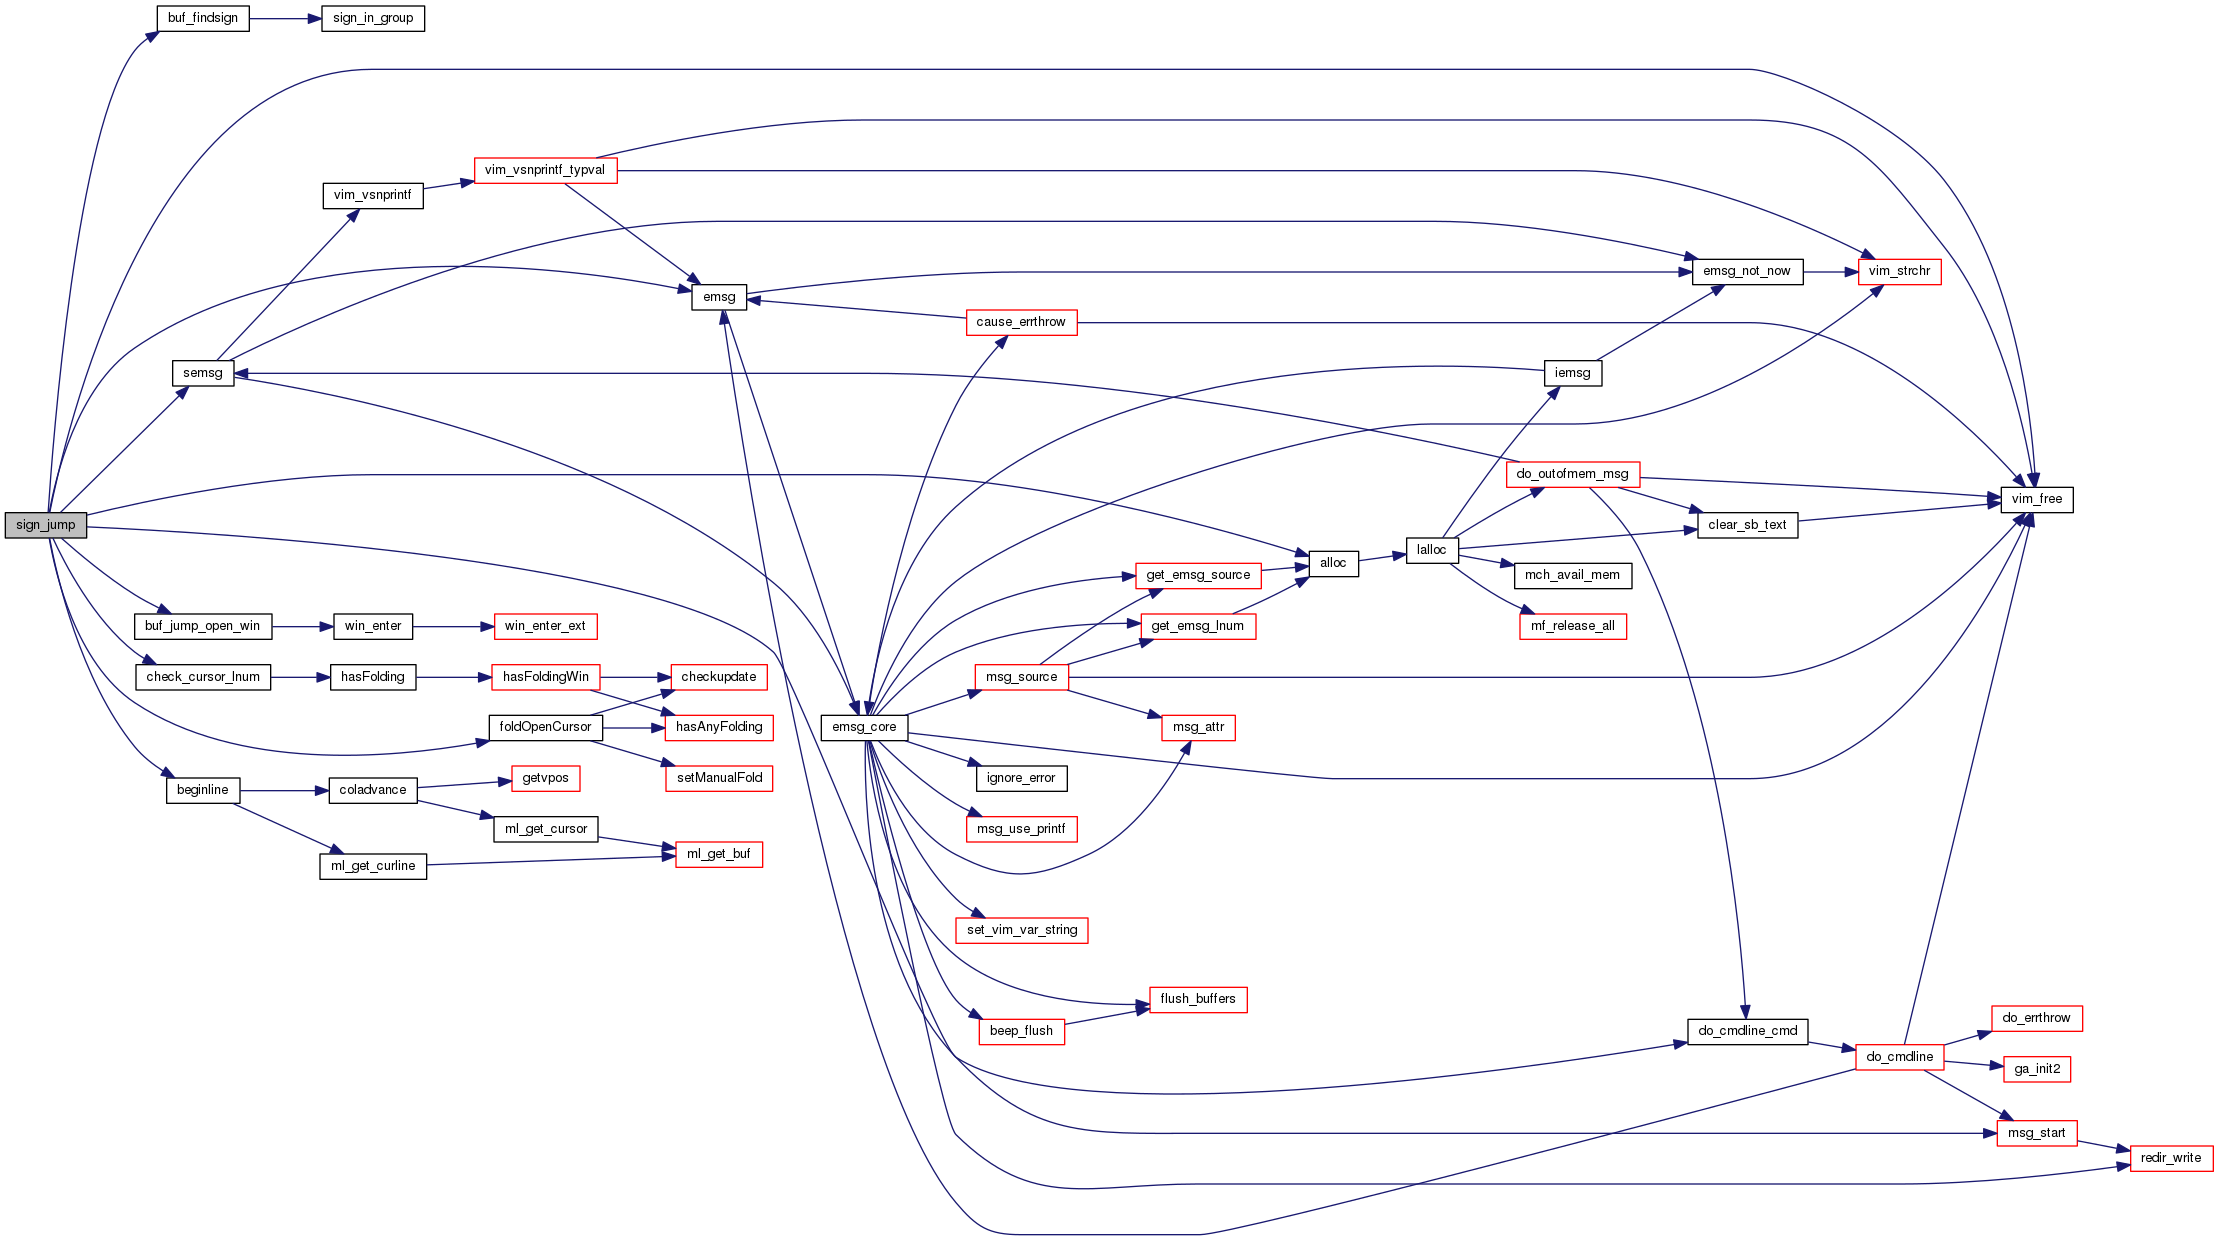 buf_findsign
sign_in_group
vim_vsnprintf_typval
vim_vsnprintf
emsg_not_now
vim_strchr
emsg
cause_errthrow
semsg
iemsg
do_outofmem_msg
vim_free
sign_jump
clear_sb_text
lalloc
alloc
get_emsg_source
mch_avail_mem
buf_jump_open_win
win_enter
win_enter_ext
get_emsg_lnum
mf_release_all
check_cursor_lnum
hasFolding
hasFoldingWin
checkupdate
msg_source
foldOpenCursor
hasAnyFolding
emsg_core
msg_attr
setManualFold
ignore_error
getvpos
beginline
coladvance
ml_get_cursor
msg_use_printf
ml_get_buf
ml_get_curline
set_vim_var_string
flush_buffers
beep_flush
do_cmdline_cmd
do_errthrow
do_cmdline
ga_init2
msg_start
redir_write